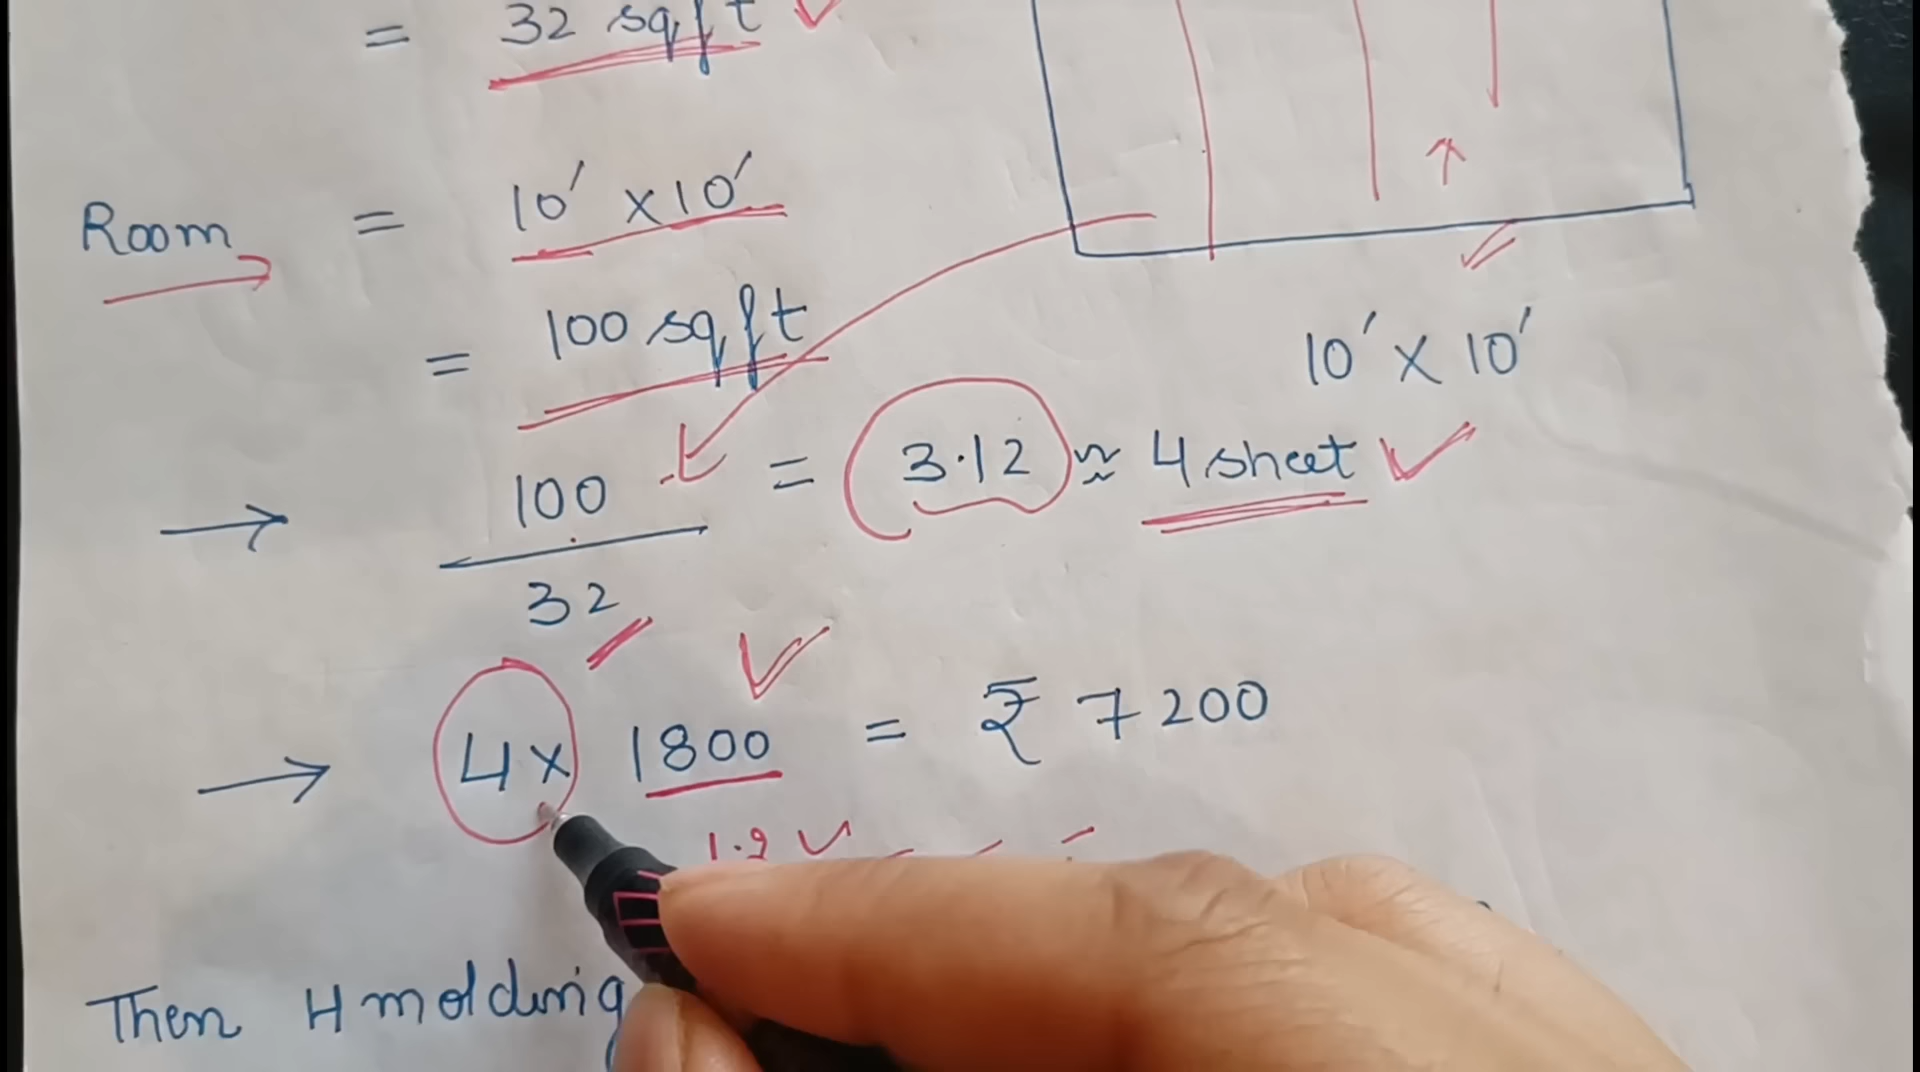 = 32 sqft
Room = 10' x 10'
= 100 sqft
10' x 10'
→ 100 / 32 = 3.12 ≈ 4 sheet
→ 4x 1800 = ₹ 7200
Then H molding